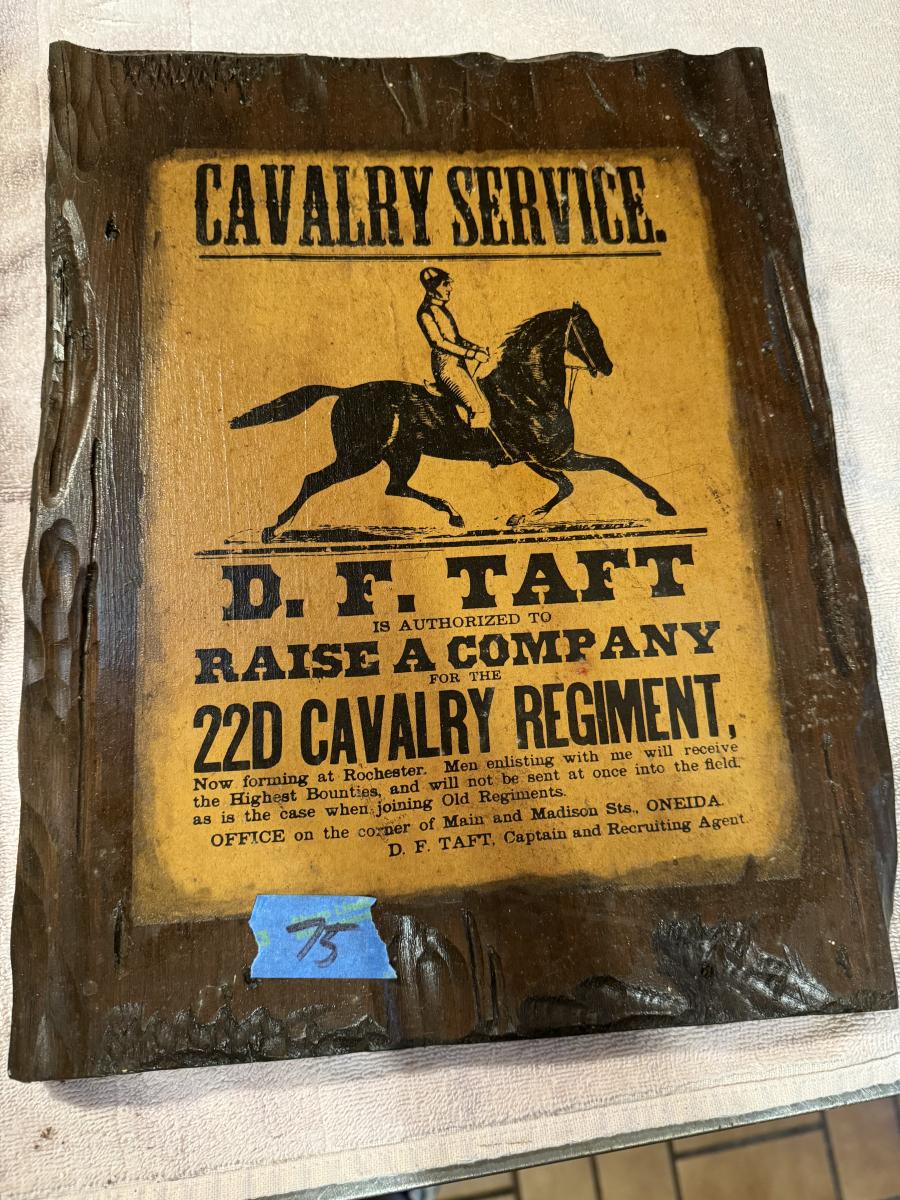 CAVALRY SERVICE.
D. F. TAFT
IS AUTHORIZED TO
RAISE A COMPANY
FOR THE
22D CAVALRY REGIMENT,
Now forming at Rochester. Men enlisting with me will receive
the Highest Bounties, and will not be sent at once into the field.
as is the case when joining Old Regiments.
OFFICE on the corner of Main and Madison Sts., ONEIDA.
D. F. TAFT, Captain and Recruiting Agent.
75